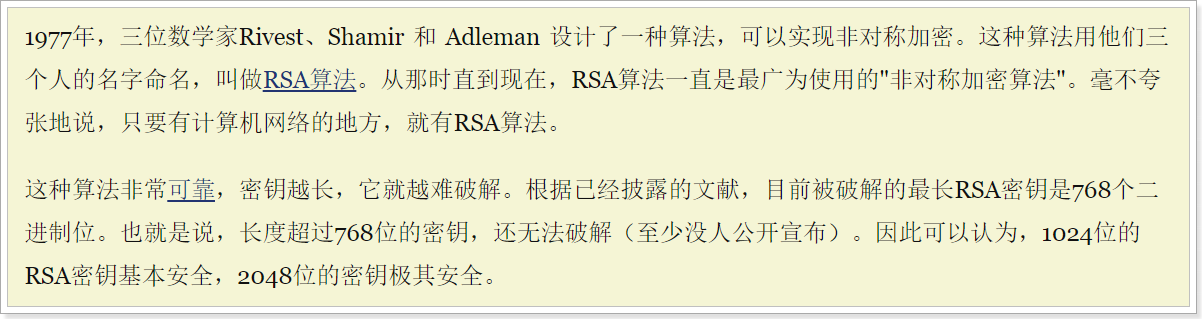 1977年，三位数学家Rivest、Shamir 和 Adleman 设计了一种算法，可以实现非对称加密。这种算法用他们三
个人的名字命名，叫做RSA算法。从那时直到现在，RSA算法一直是最广为使用的"非对称加密算法"。毫不夸
张地说，只要有计算机网络的地方，就有RSA算法。
这种算法非常可靠，密钥越长，它就越难破解。根据已经披露的文献，目前被破解的最长RSA密钥是768个二
进制位。也就是说，长度超过768位的密钥，还无法破解（至少没人公开宣布）。因此可以认为，1024位的
RSA密钥基本安全，2048位的密钥极其安全。